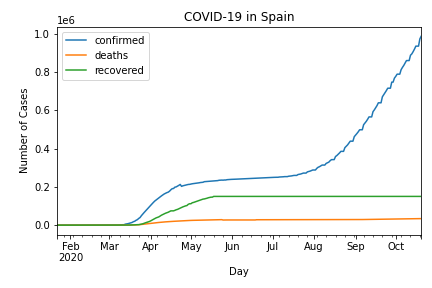 COVID-19 in Spain
1e6
confirmed
deaths
recovered
Number of Cases
1.0
0.8
0.6
0.4
0.2
0.0
Feb Mar Apr May Jun Jul Aug Sep Oct
2020
Day